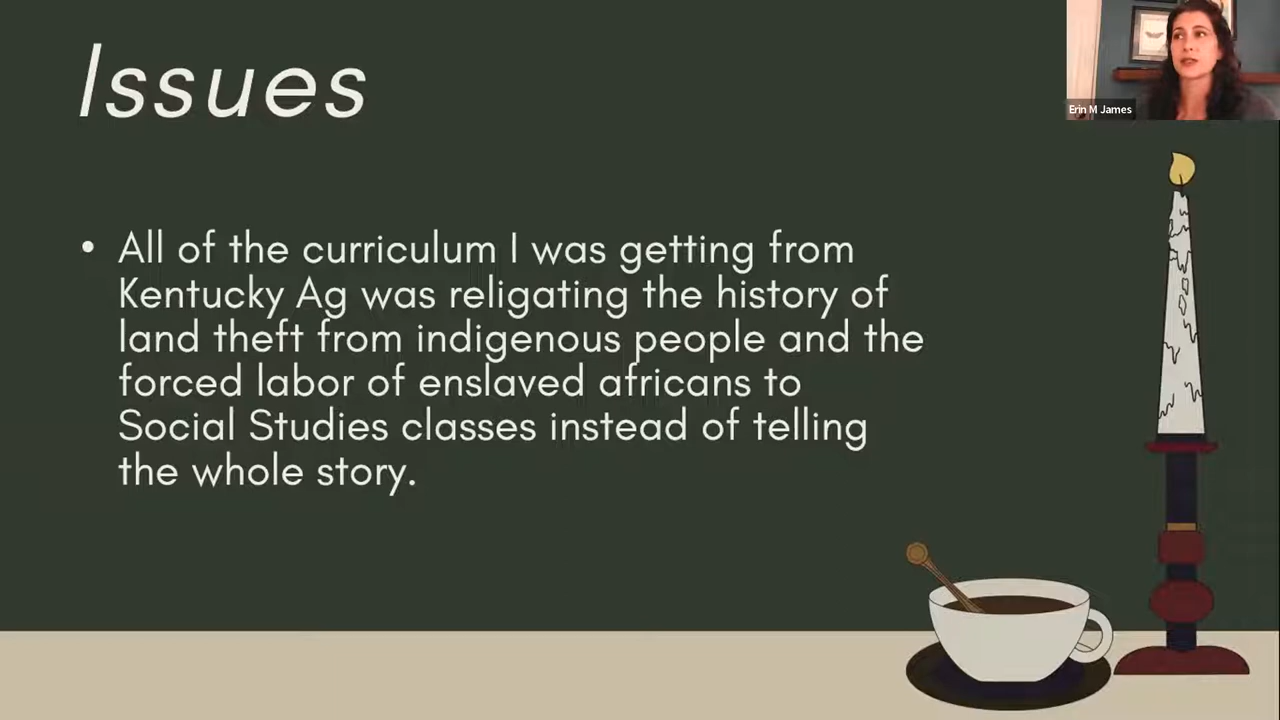 Issues
Erin M James
• All of the curriculum I was getting from
Kentucky Ag was religating the history of
land theft from indigenous people and the
forced labor of enslaved africans to
Social Studies classes instead of telling
the whole story.